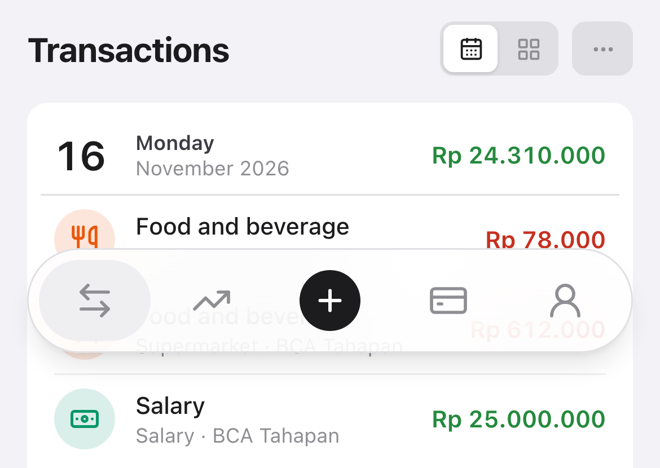 Transactions
16
Monday
November 2026
Rp 24.310.000
Food and beverage
Rp 78.000
Food and beverage
Rp 612.000
Supermarket · BCA Tahapan
Salary
Rp 25.000.000
Salary · BCA Tahapan